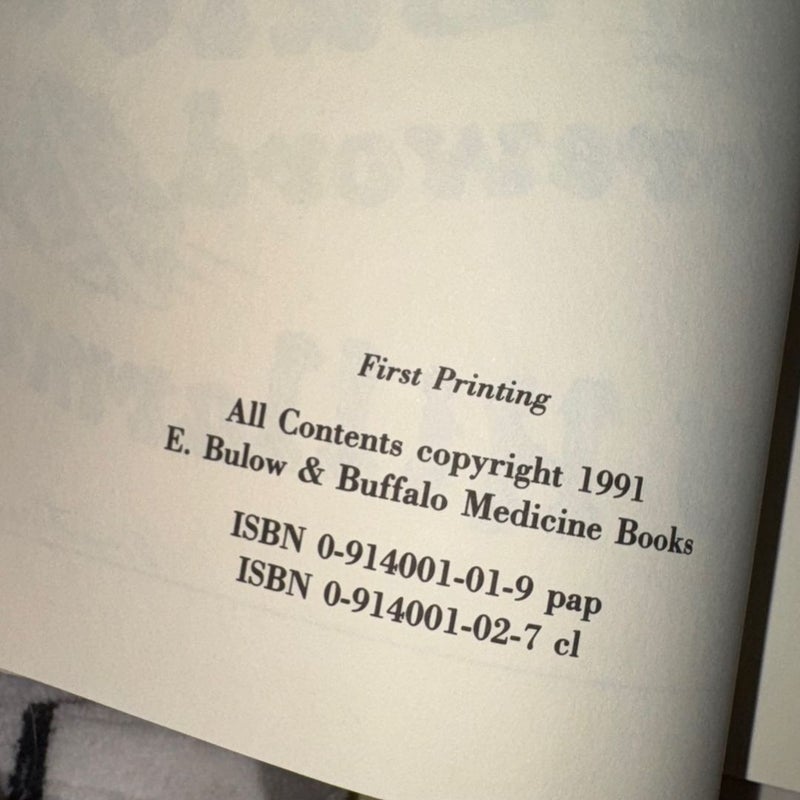 First Printing
All Contents copyright 1991
E. Bulow & Buffalo Medicine Books
ISBN 0-914001-01-9 pap
ISBN 0-914001-02-7 cl